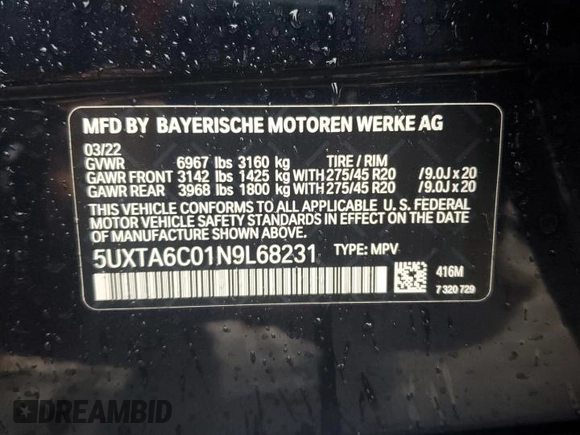 MFD BY BAYERISCHE MOTOREN WERKE AG
03/22
GVWR 6967 lbs 3160 kg TIRE / RIM
GAWR FRONT 3142 lbs 1425 kg WITH 275/45 R20 /9.0J x 20
GAWR REAR 3968 lbs 1800 kg WITH 275/45 R20 /9.0J x 20
THIS VEHICLE CONFORMS TO ALL APPLICABLE U. S. FEDERAL
MOTOR VEHICLE SAFETY STANDARDS IN EFFECT ON THE DATE
OF MANUFACTURE SHOWN ABOVE.
5UXTA6C01N9L68231 TYPE: MPV
416M
7 320 729
DREAMBID